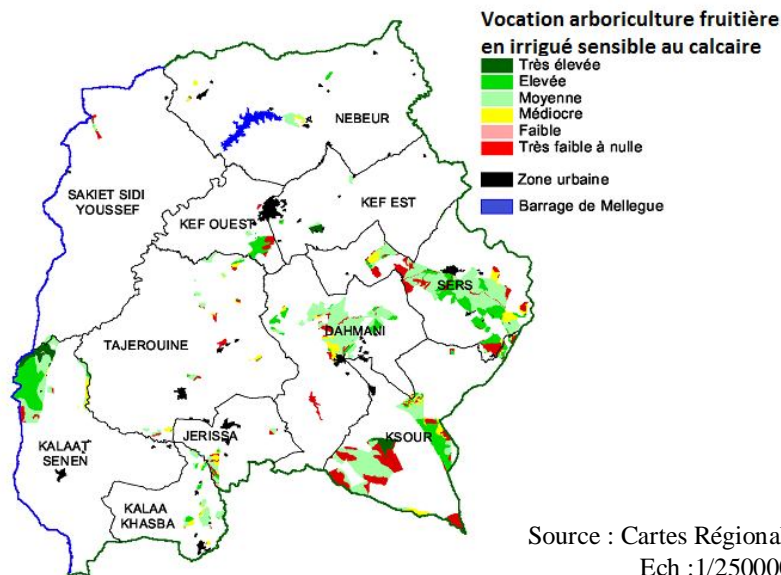 Vocation arboriculture fruitière
en irrigué sensible au calcaire
Très élevée
Elevée
Moyenne
Médiocre
Faible
Très faible à nulle
Zone urbaine
Barrage de Mellegue
NEBEUR
SAKIET SIDI
YOUSSEF
KEF OUEST
KEF EST
SERS
TAJEROUINE
DAHMANI
JERISSA
KSOUR
KALAAT
SENEN
KALAA
KHASBA
Source : Cartes Régional
Ech :1/25000